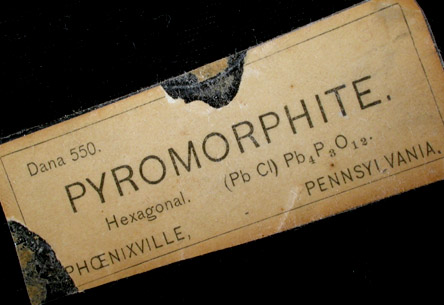 Dana 550.
PYROMORPHITE.
Hexagonal. (Pb Cl) Pb₄P₃O₁₂.
PHŒNIXVILLE, PENNSYLVANIA.